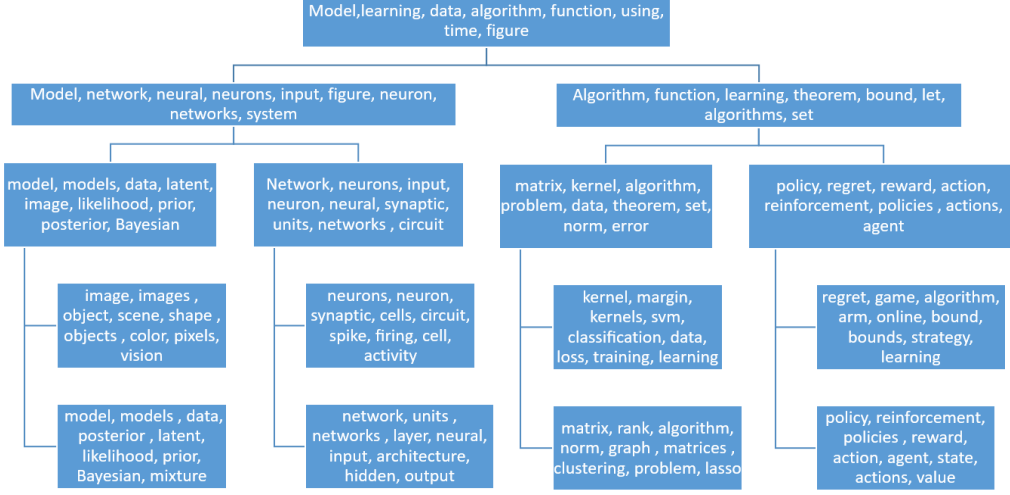 Model,learning, data, algorithm, function, using,
time, figure
Model, network, neural, neurons, input, figure, neuron,
networks, system
Algorithm, function, learning, theorem, bound, let,
algorithms, set
model, models, data, latent,
image, likelihood, prior,
posterior, Bayesian
Network, neurons, input,
neuron, neural, synaptic,
units, networks , circuit
matrix, kernel, algorithm,
problem, data, theorem, set,
norm, error
policy, regret, reward, action,
reinforcement, policies , actions,
agent
image, images ,
object, scene, shape ,
objects , color, pixels,
vision
neurons, neuron,
synaptic, cells, circuit,
spike, firing, cell,
activity
kernel, margin,
kernels, svm,
classification, data,
loss, training, learning
regret, game, algorithm,
arm, online, bound,
bounds, strategy,
learning
model, models , data,
posterior , latent,
likelihood, prior,
Bayesian, mixture
network, units ,
networks , layer, neural,
input, architecture,
hidden, output
matrix, rank, algorithm,
norm, graph , matrices ,
clustering, problem, lasso
policy, reinforcement,
policies , reward,
action, agent, state,
actions, value